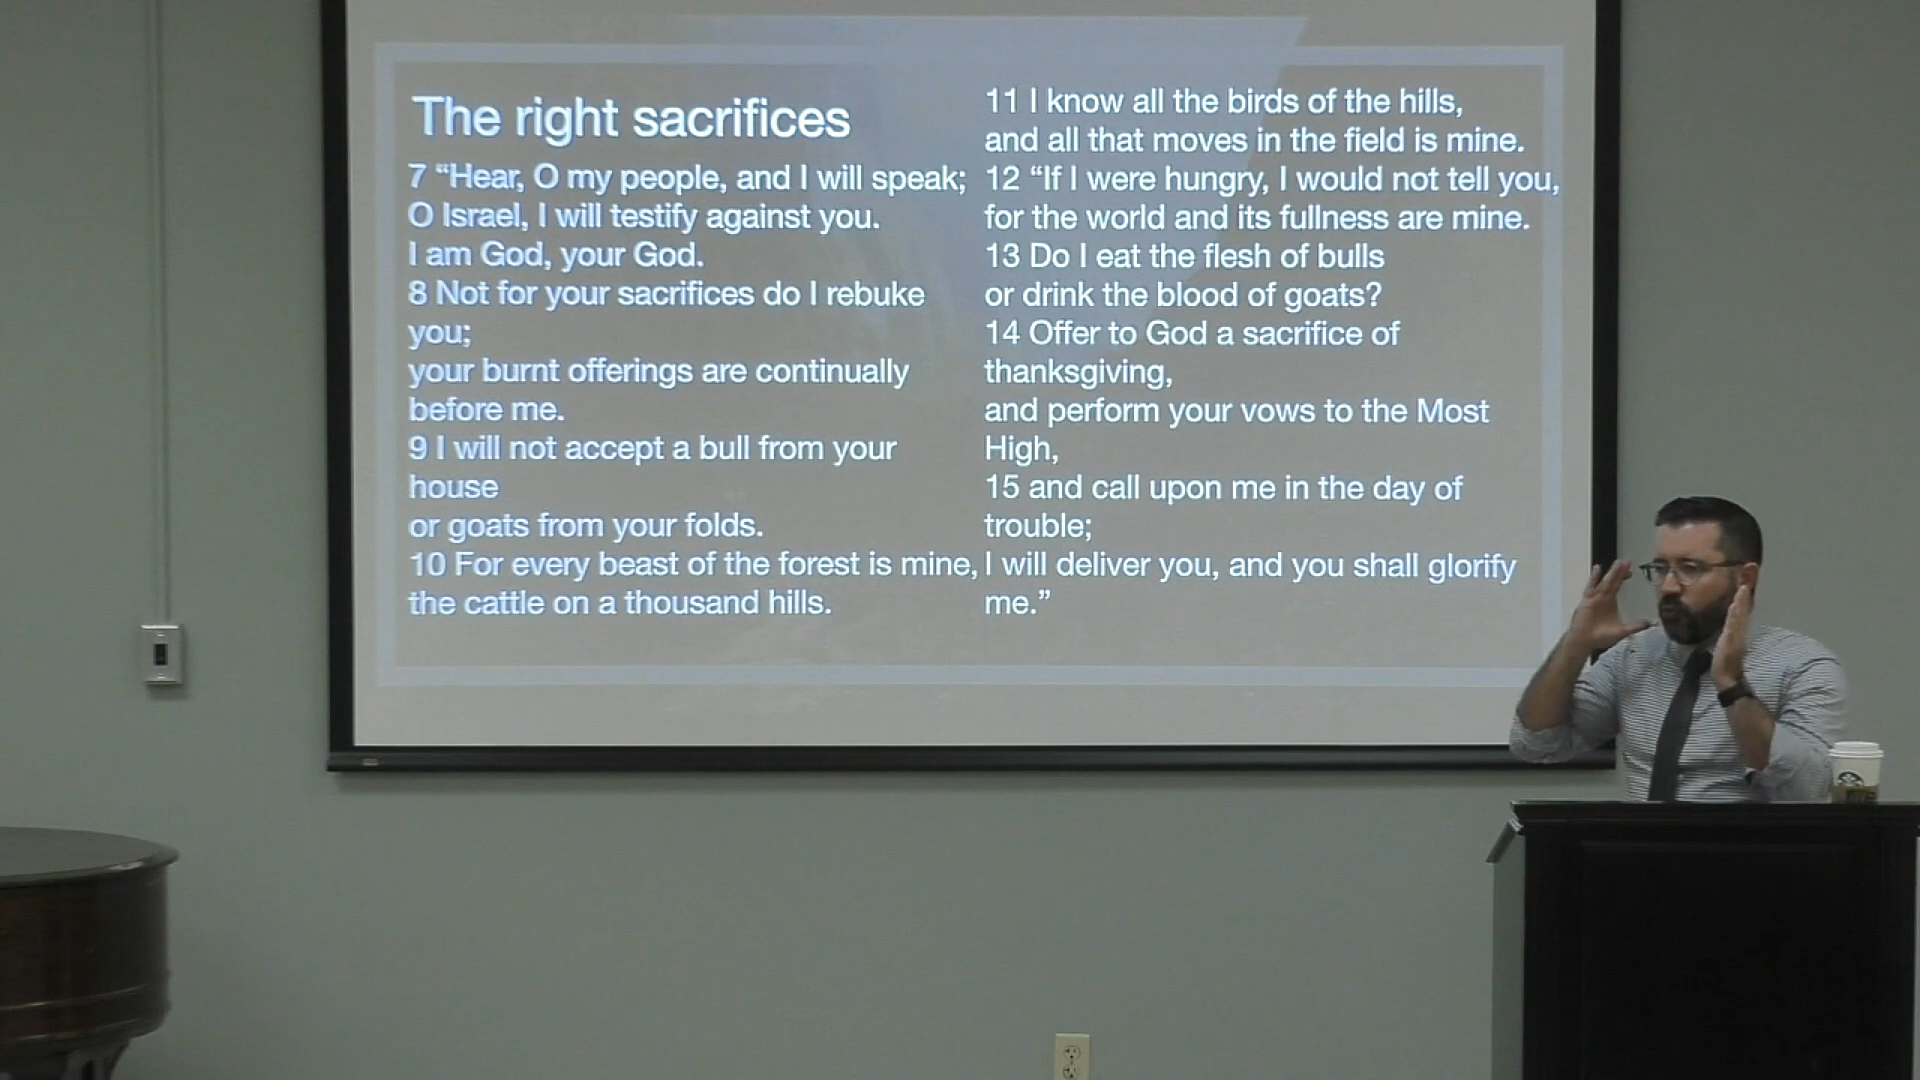 The right sacrifices
7 “Hear, O my people, and I will speak;
O Israel, I will testify against you.
I am God, your God.
8 Not for your sacrifices do I rebuke
you;
your burnt offerings are continually
before me.
9 I will not accept a bull from your
house
or goats from your folds.
10 For every beast of the forest is mine,
the cattle on a thousand hills.
11 I know all the birds of the hills,
and all that moves in the field is mine.
12 “If I were hungry, I would not tell you,
for the world and its fullness are mine.
13 Do I eat the flesh of bulls
or drink the blood of goats?
14 Offer to God a sacrifice of
thanksgiving,
and perform your vows to the Most
High,
15 and call upon me in the day of
trouble;
I will deliver you, and you shall glorify
me.”